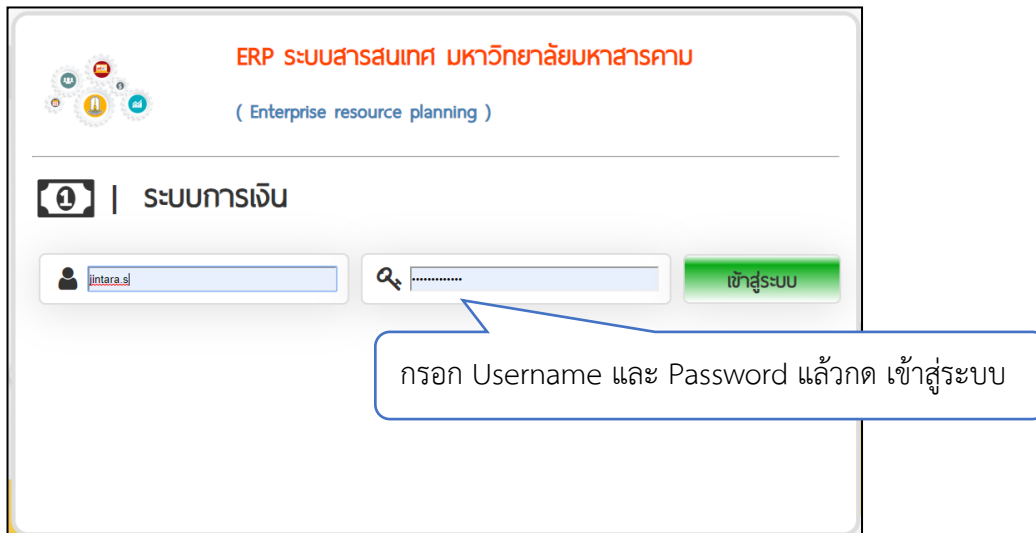 ERP ระบบสารสนเทศ มหาวิทยาลัยมหาสารคาม
( Enterprise resource planning )
1 | ระบบการเงิน
jintara.s
.............
เข้าสู่ระบบ
กรอก Username และ Password แล้วกด เข้าสู่ระบบ